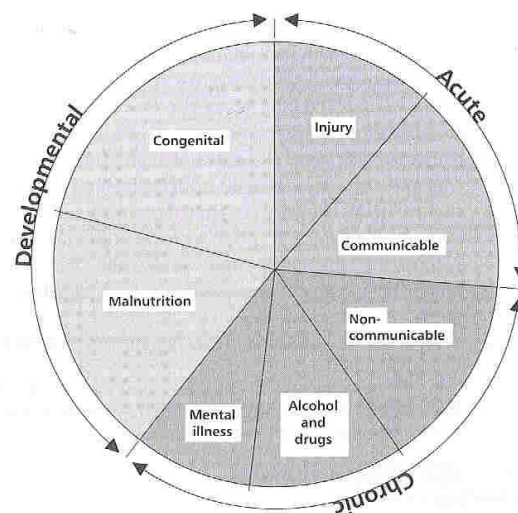 Developmental
Acute
Congenital
Injury
Communicable
Malnutrition
Non-
communicable
Mental
illness
Alcohol
and
drugs
Chronic